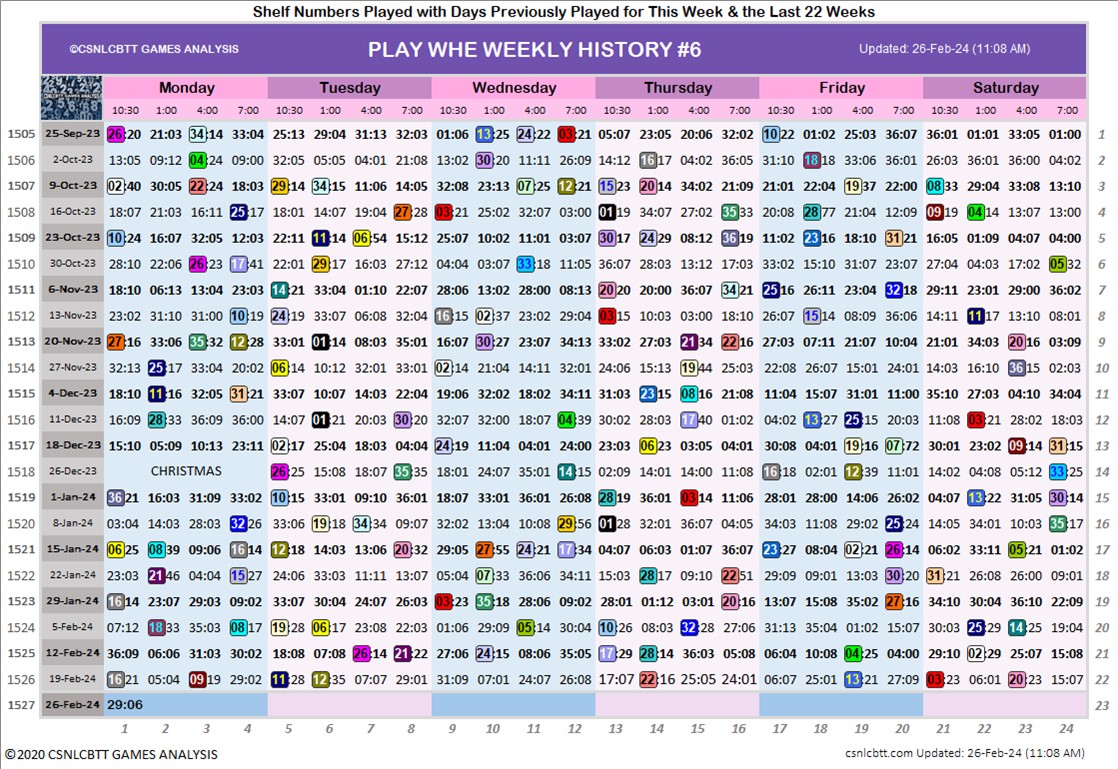 Shelf Numbers Played with Days Previously Played for This Week & the Last 22 Weeks
©CSNLCBTT GAMES ANALYSIS PLAY WHE WEEKLY HISTORY #6 Updated: 26-Feb-24 (11:08 AM)
Monday Tuesday Wednesday Thursday Friday Saturday
10:30 1:00 4:00 7:00 10:30 1:00 4:00 7:00 10:30 1:00 4:00 7:00 10:30 1:00 4:00 7:00 10:30 1:00 4:00 7:00 10:30 1:00 4:00 7:00
1505 25-Sep-23 26:20 21:03 34:14 33:04 25:13 29:04 31:13 32:03 01:06 13:25 24:22 03:21 05:07 23:05 20:06 32:02 10:22 01:02 25:03 36:07 36:01 01:01 33:05 01:00 1
1506 2-Oct-23 13:05 09:12 04:24 09:00 32:05 05:05 04:01 21:08 13:02 30:20 11:11 26:09 14:12 16:17 04:02 36:05 31:10 18:18 33:06 36:01 26:03 36:01 36:00 04:02 2
1507 9-Oct-23 02:40 30:05 22:24 18:03 29:14 34:15 11:06 14:05 32:08 23:13 07:25 12:21 15:23 20:14 34:02 21:09 21:01 22:04 19:37 22:00 08:33 29:04 33:08 13:10 3
1508 16-Oct-23 18:07 21:03 16:11 25:17 18:01 14:07 19:04 27:28 03:21 25:02 32:07 03:00 01:19 34:07 27:02 35:33 20:08 28:77 21:04 12:09 09:19 04:14 13:07 13:00 4
1509 23-Oct-23 10:24 16:07 32:05 12:03 22:11 11:14 06:54 15:12 25:07 10:02 11:01 03:07 30:17 24:29 08:12 36:19 11:02 23:16 18:10 31:21 16:05 01:09 04:07 04:00 5
1510 30-Oct-23 28:10 22:06 26:23 17:41 22:01 29:17 16:03 27:12 04:04 03:07 33:18 11:05 36:07 28:03 13:12 17:03 33:02 15:10 31:07 37:07 27:04 04:03 17:02 05:32 6
1511 6-Nov-23 18:10 06:13 13:04 23:03 14:21 33:04 01:10 22:07 28:06 13:02 28:00 08:13 20:20 20:00 36:07 34:21 25:16 26:11 23:07 32:18 29:11 23:01 29:00 36:02 7
1512 13-Nov-23 23:02 31:10 31:00 10:19 24:19 33:07 06:08 32:04 16:15 02:37 23:02 29:04 03:15 10:03 03:00 18:10 26:07 15:14 08:09 36:06 14:11 11:17 13:10 08:01 8
1513 20-Nov-23 27:16 33:06 35:32 12:28 33:01 01:14 08:03 35:01 16:07 30:27 23:07 34:13 33:02 27:03 21:34 22:16 27:03 07:11 21:07 10:04 21:01 08:07 20:16 03:09 9
1514 27-Nov-23 32:13 25:17 33:04 20:02 06:14 10:12 32:01 33:01 02:14 21:04 14:11 32:01 24:06 15:13 19:44 25:03 22:08 26:07 15:01 24:01 14:03 10:03 36:15 02:03 10
1515 4-Dec-23 18:10 11:16 32:05 31:21 33:07 10:07 14:03 22:04 19:06 32:02 18:02 34:11 31:03 23:15 08:16 21:08 11:04 15:07 31:01 11:00 35:10 27:03 04:10 34:04 11
1516 11-Dec-23 16:09 28:33 36:09 36:00 14:07 01:21 20:03 30:19 32:07 32:00 18:07 04:39 30:02 28:03 17:40 01:02 04:02 13:27 25:15 20:03 11:08 03:21 28:02 18:03 12
1517 18-Dec-23 15:10 05:09 10:13 23:11 02:17 25:04 18:03 04:04 24:19 11:04 04:01 24:00 23:03 06:23 03:05 04:01 30:08 04:01 19:16 07:72 30:01 23:02 09:14 31:15 13
1518 26-Dec-23 CHRISTMAS 26:25 15:08 18:07 35:35 18:01 24:07 35:01 14:15 02:09 14:01 14:00 11:08 16:18 02:01 12:39 11:01 14:02 28:09 05:12 33:25 14
1519 1-Jan-24 36:21 16:03 31:09 33:02 10:15 33:01 09:10 36:01 18:07 33:01 36:01 26:08 28:19 36:01 03:14 11:06 28:01 28:00 14:06 26:02 04:07 13:22 31:05 30:14 15
1520 8-Jan-24 03:04 14:03 28:03 32:26 33:06 19:18 34:34 09:07 32:02 13:04 10:08 29:56 01:28 32:01 36:07 04:05 34:03 11:08 29:02 25:24 14:05 34:01 10:03 35:17 16
1521 15-Jan-24 06:25 08:39 09:06 16:14 12:18 14:03 13:06 20:32 29:05 27:55 24:21 17:34 04:07 06:03 01:07 36:07 23:27 08:04 02:21 26:14 06:02 33:11 05:21 01:02 17
1522 22-Jan-24 23:03 21:46 04:04 15:27 24:06 33:03 11:11 13:07 05:04 07:33 36:06 34:11 15:03 28:17 09:10 22:51 29:09 09:01 13:03 30:20 31:21 26:08 26:00 09:01 18
1523 29-Jan-24 16:14 23:07 24:07 09:02 33:07 30:04 24:07 26:03 03:23 35:18 28:06 09:02 28:01 01:12 03:01 20:16 13:07 15:08 35:02 27:16 34:10 30:04 36:10 22:09 19
1524 5-Feb-24 07:12 18:33 35:03 08:17 19:28 06:17 23:08 22:03 01:06 29:09 05:14 30:04 10:26 08:03 32:28 27:06 31:13 35:04 01:02 15:07 30:03 25:29 14:25 19:04 20
1525 12-Feb-24 36:09 06:06 31:03 30:02 18:08 07:08 26:14 21:22 27:06 24:15 08:06 35:05 17:29 28:14 36:03 05:08 06:04 10:08 04:25 04:00 29:10 02:29 25:07 15:08 21
1526 19-Feb-24 16:21 05:04 09:19 29:02 11:28 12:35 07:07 29:01 31:09 07:01 24:07 26:08 17:07 22:16 25:05 24:01 06:07 25:01 13:21 27:09 03:23 06:01 20:23 15:07 22
1527 26-Feb-24 29:06 23
1 2 3 4 5 6 7 8 9 10 11 12 13 14 15 16 17 18 19 20 21 22 23 24
©2020 CSNLCBTT GAMES ANALYSIS csnlcbtt.com Updated: 26-Feb-24 (11:08 AM)